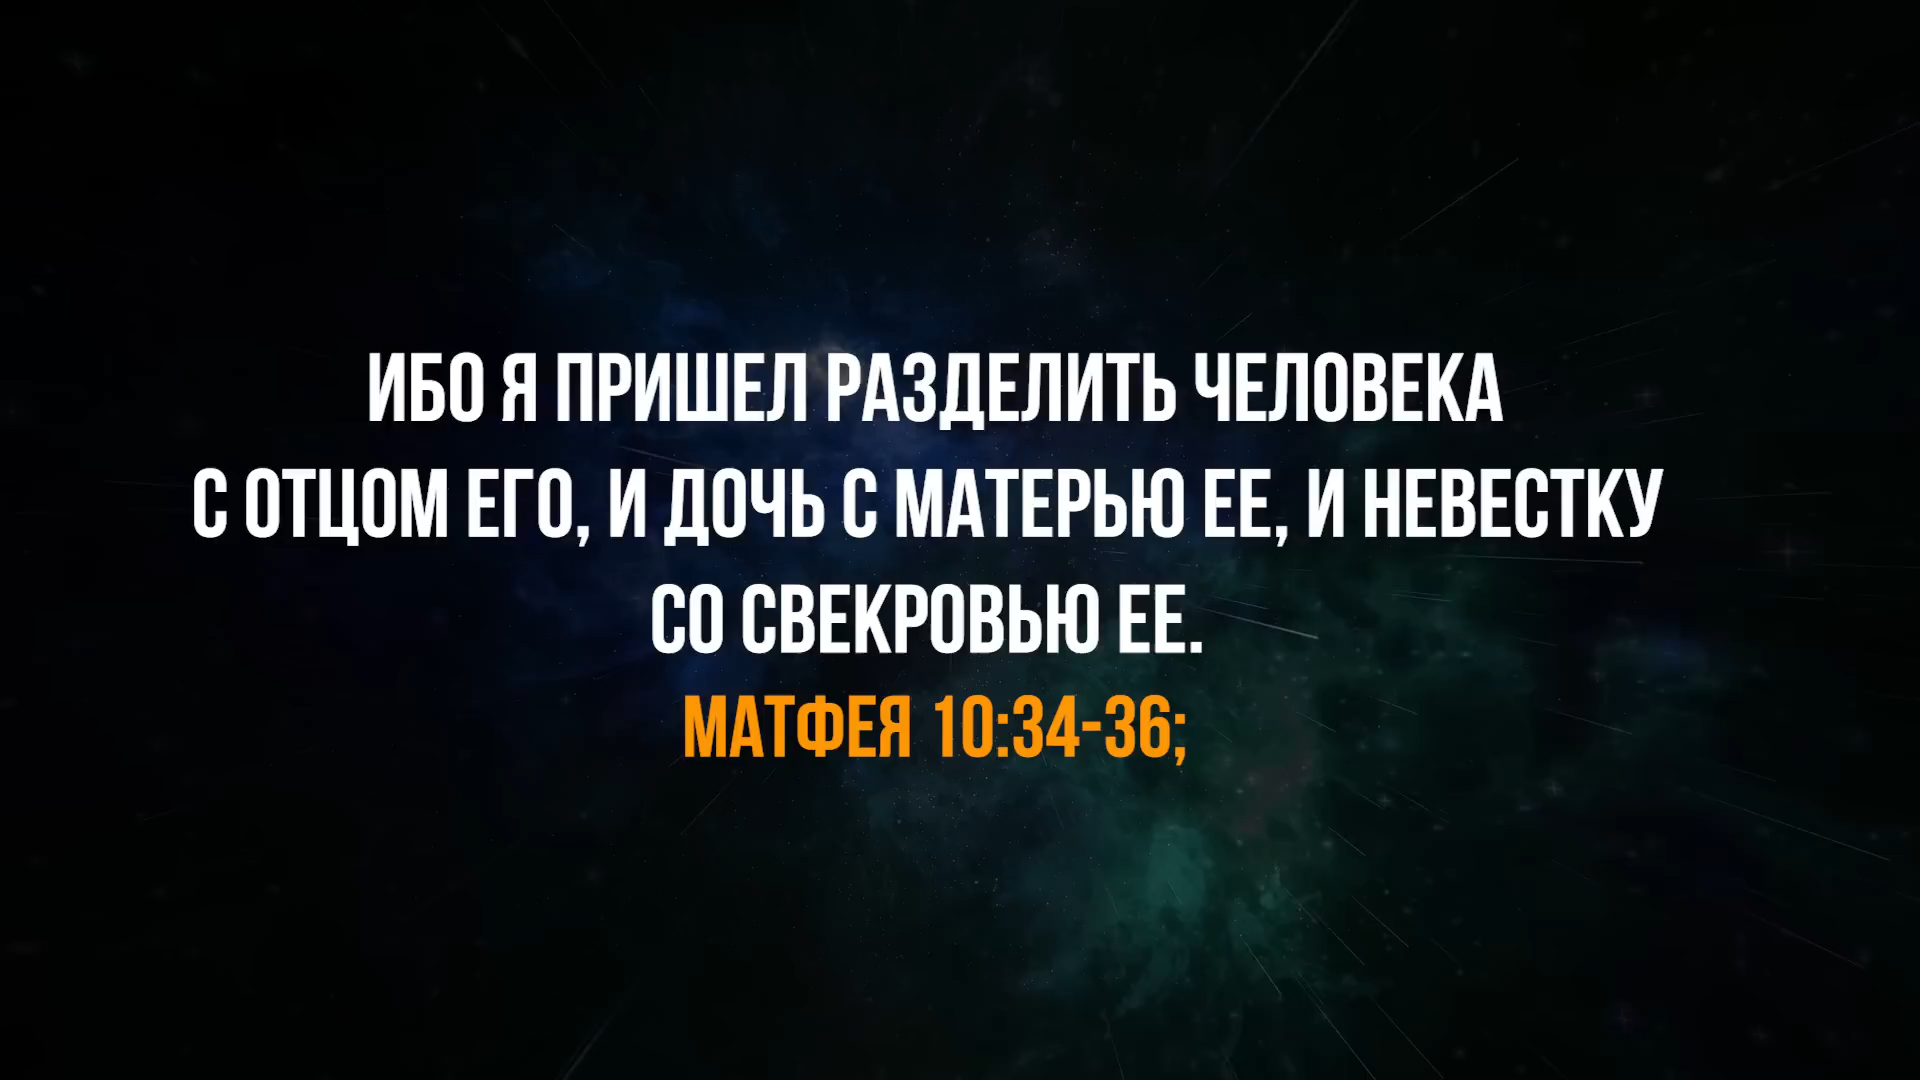 ИБО Я ПРИШЕЛ РАЗДЕЛИТЬ ЧЕЛОВЕКА
С ОТЦОМ ЕГО, И ДОЧЬ С МАТЕРЬЮ ЕЕ, И НЕВЕСТКУ
СО СВЕКРОВЬЮ ЕЕ.
МАТФЕЯ 10:34-36;